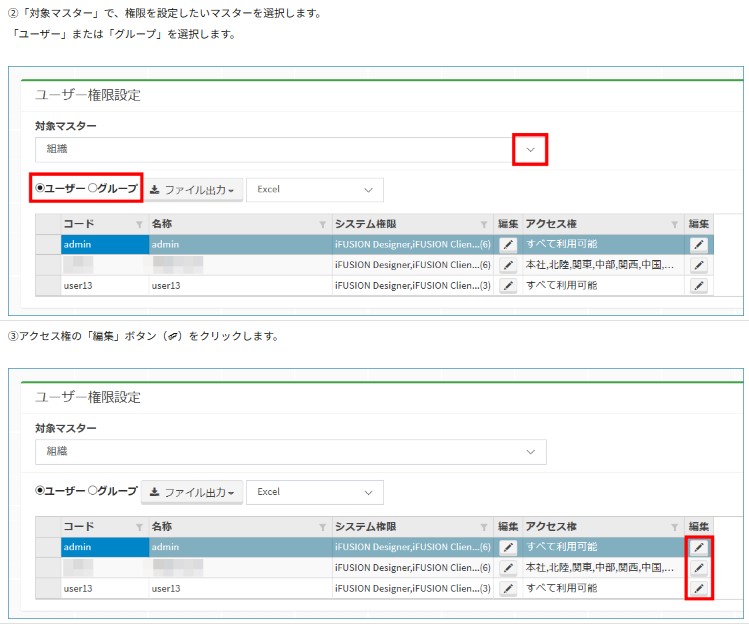 ②「対象マスター」で、権限を設定したいマスターを選択します。
「ユーザー」または「グループ」を選択します。
ユーザー権限設定
対象マスター
組織
ユーザー グループ ファイル出力 Excel
コード 名称 システム権限 編集 アクセス権 編集
admin admin iFUSION Designer,iFUSION Clien...(6) すべて利用可能
iFUSION Designer,iFUSION Clien...(6) 本社,北陸,関東,中部,関西,中国,...
user13 user13 iFUSION Designer,iFUSION Clien...(3) すべて利用可能
③アクセス権の「編集」ボタン（）をクリックします。
ユーザー権限設定
対象マスター
組織
ユーザー グループ ファイル出力 Excel
コード 名称 システム権限 編集 アクセス権 編集
admin admin iFUSION Designer,iFUSION Clien...(6) すべて利用可能
iFUSION Designer,iFUSION Clien...(6) 本社,北陸,関東,中部,関西,中国,...
user13 user13 iFUSION Designer,iFUSION Clien...(3) すべて利用可能